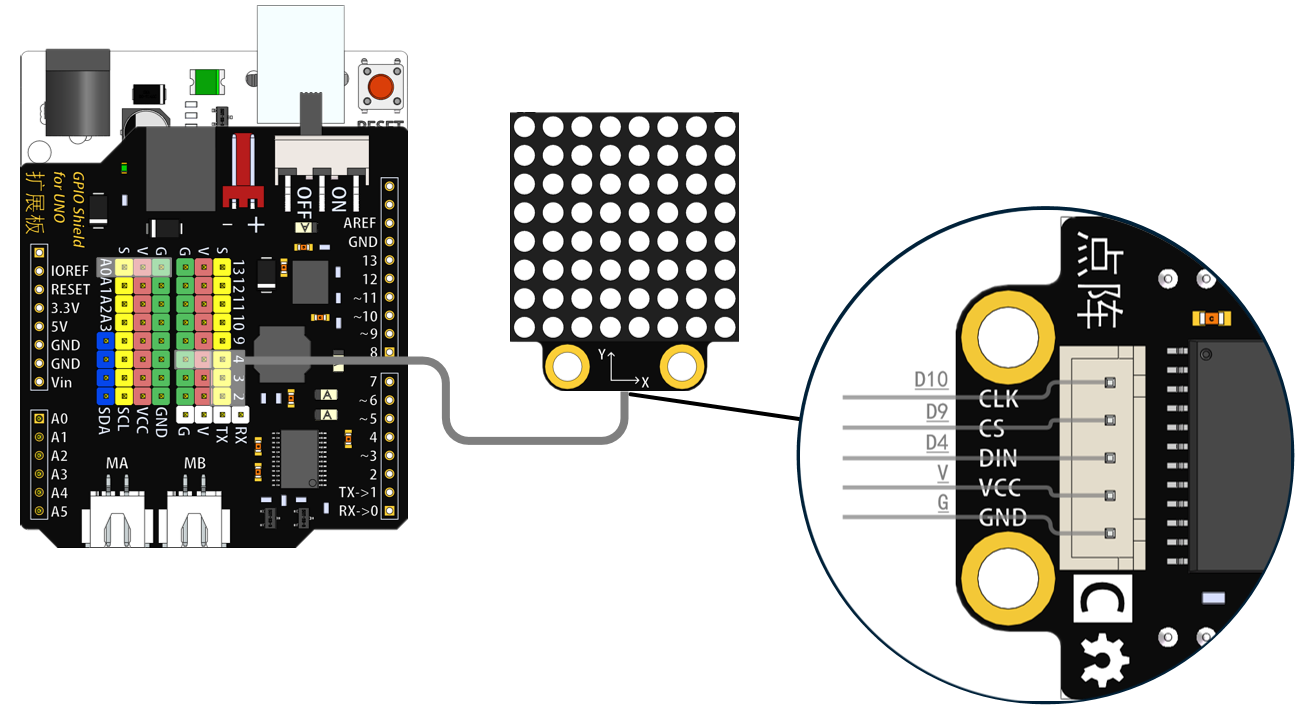 RESET
GPIO Shield
for UNO
扩展板
OFF
ON
A
- +
AREF
GND
13
12
~11
~10
~9
8
7
~6
~5
4
~3
2
TX->1
RX->0
IOREF
RESET
3.3V
5V
GND
GND
Vin
A0
A1
A2
A3
A4
A5
S V G G V S
A0 13
A1 12
A2 11
A3 10
9
4
3
2
SDA SCL VCC GND G V TX RX
A
A
MA MB
Y
X
点阵
C
D10 CLK
D9 CS
D4 DIN
V VCC
G GND
C